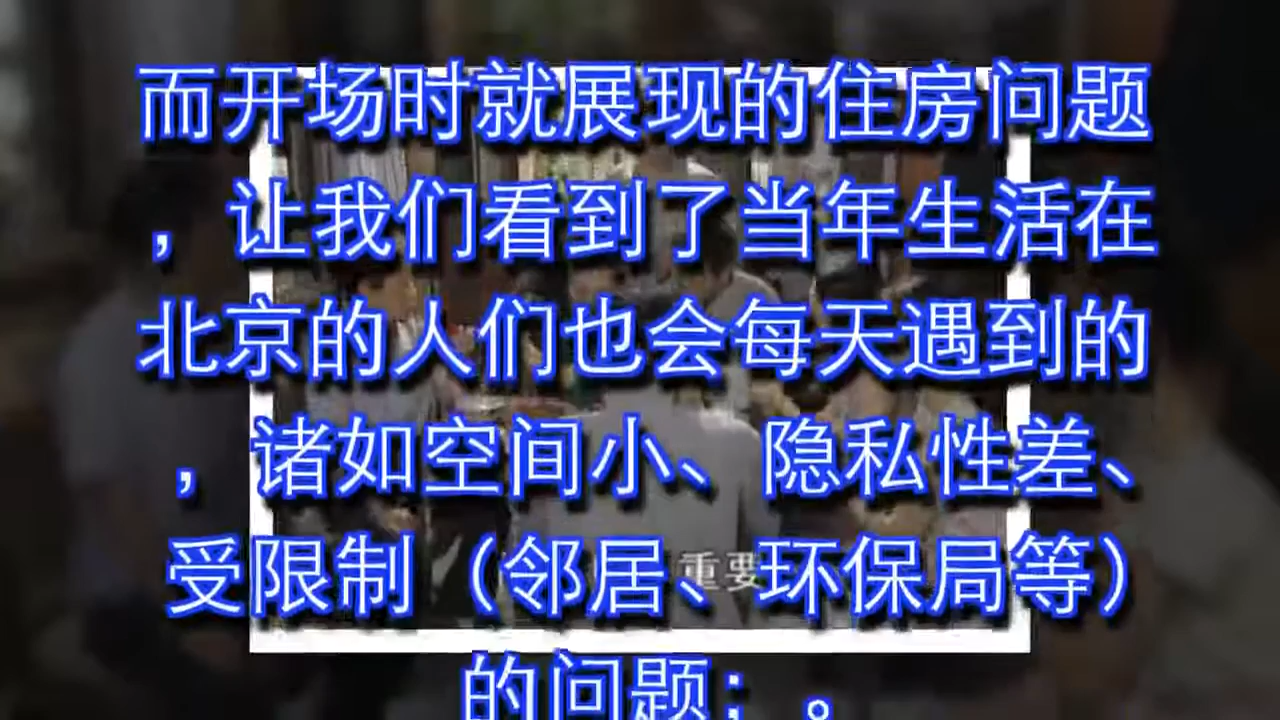 而开场时就展现的住房问题
，让我们看到了当年生活在
北京的人们也会每天遇到的
，诸如空间小、隐私性差、
受限制（邻居、环保局等）
的问题；。
重要